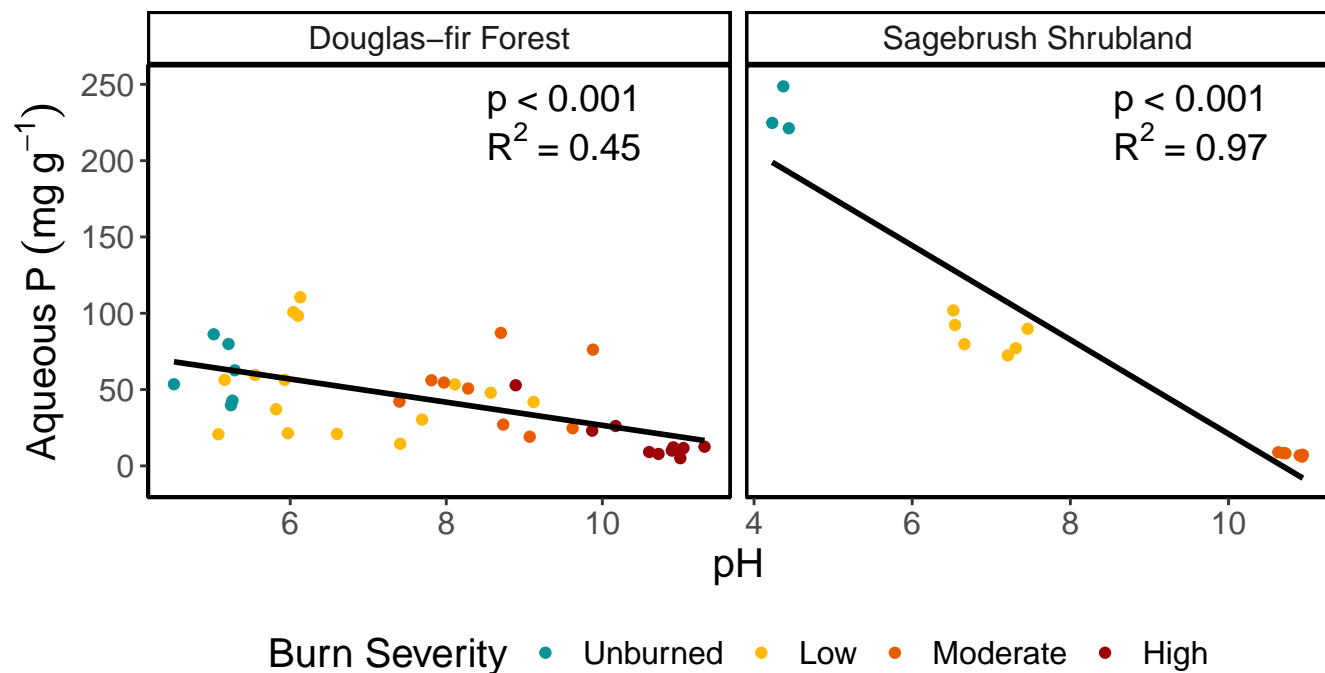 Douglas−fir Forest
Sagebrush Shrubland
p < 0.001
R² = 0.45
p < 0.001
R² = 0.97
Aqueous P (mg g⁻¹)
250
200
150
100
50
0
6
8
10
4
6
8
10
pH
Burn Severity
Unburned
Low
Moderate
High